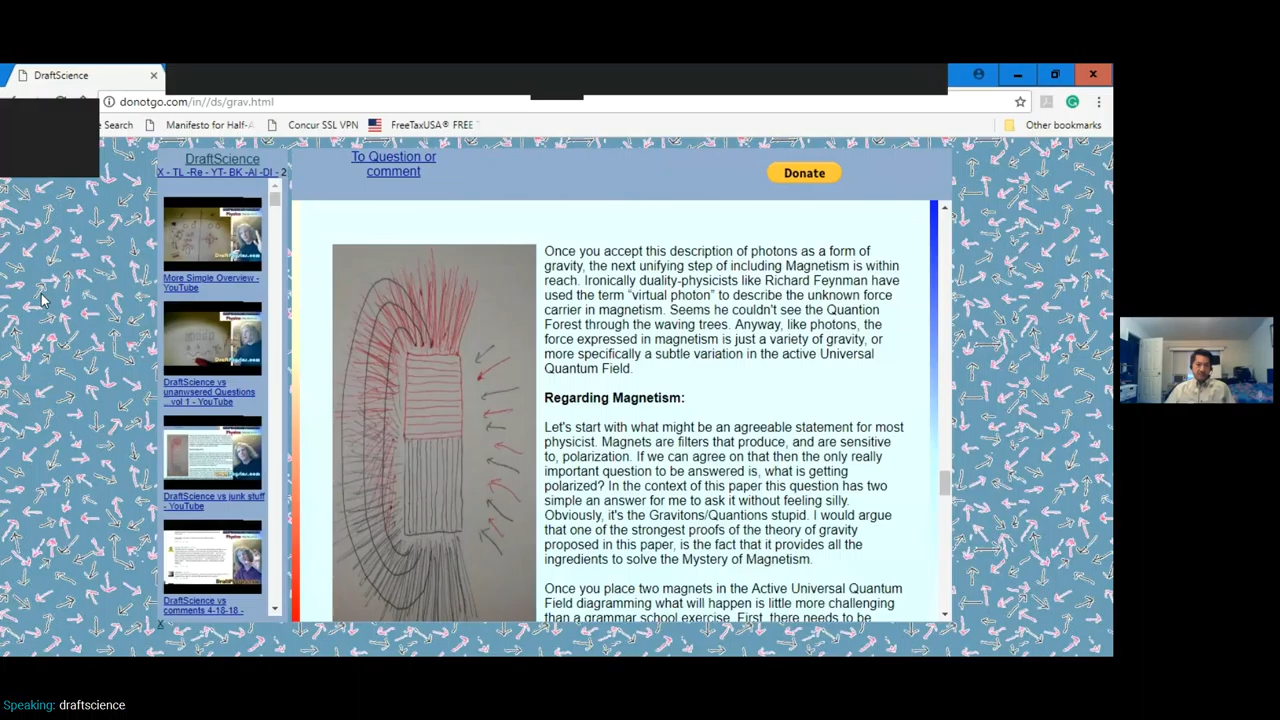 DraftScience
donotgo.com/in//ds/grav.html
Search
Manifesto for Half-A
Concur SSL VPN
FreeTaxUSA® FREE T
Other bookmarks
DraftScience
X - TL -Re - YT- BK -AI -DI - 2
More Simple Overview -
YouTube
DraftScience vs
unanwsered Questions
...vol 1 - YouTube
DraftScience vs junk stuff
- YouTube
DraftScience vs
comments 4-18-18 -
X
To Question or
comment
Donate
Once you accept this description of photons as a form of
gravity, the next unifying step of including Magnetism is within
reach. Ironically duality-physicists like Richard Feynman have
used the term “virtual photon” to describe the unknown force
carrier in magnetism. Seems he couldn't see the Quantion
Forest through the waving trees. Anyway, like photons, the
force expressed in magnetism is just a variety of gravity, or
more specifically a subtle variation in the active Universal
Quantum Field.
Regarding Magnetism:
Let's start with what might be an agreeable statement for most
physicist. Magnets are filters that produce, and are sensitive
to, polarization. If we can agree on that then the only really
important question to be answered is, what is getting
polarized? In the context of this paper this question has two
simple an answer for me to ask it without feeling silly.
Obviously, it's the Gravitons/Quantions stupid. I would argue
that one of the strongest proofs of the theory of gravity
proposed in this paper, is the fact that it provides all the
ingredients to solve the Mystery of Magnetism.
Once you place two magnets in the Active Universal Quantum
Field diagramming what will happen is little more challenging
than a grammar school exercise. First, there needs to be
Speaking: draftscience